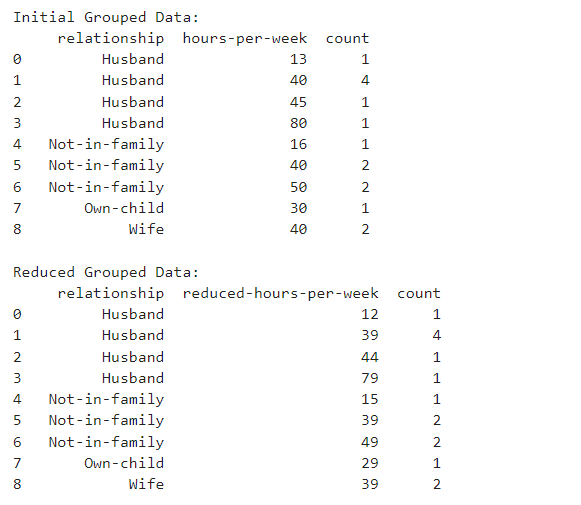 Initial Grouped Data:
     relationship  hours-per-week  count
0         Husband              13      1
1         Husband              40      4
2         Husband              45      1
3         Husband              80      1
4   Not-in-family              16      1
5   Not-in-family              40      2
6   Not-in-family              50      2
7       Own-child              30      1
8            Wife              40      2

Reduced Grouped Data:
     relationship  reduced-hours-per-week  count
0         Husband                      12      1
1         Husband                      39      4
2         Husband                      44      1
3         Husband                      79      1
4   Not-in-family                      15      1
5   Not-in-family                      39      2
6   Not-in-family                      49      2
7       Own-child                      29      1
8            Wife                      39      2